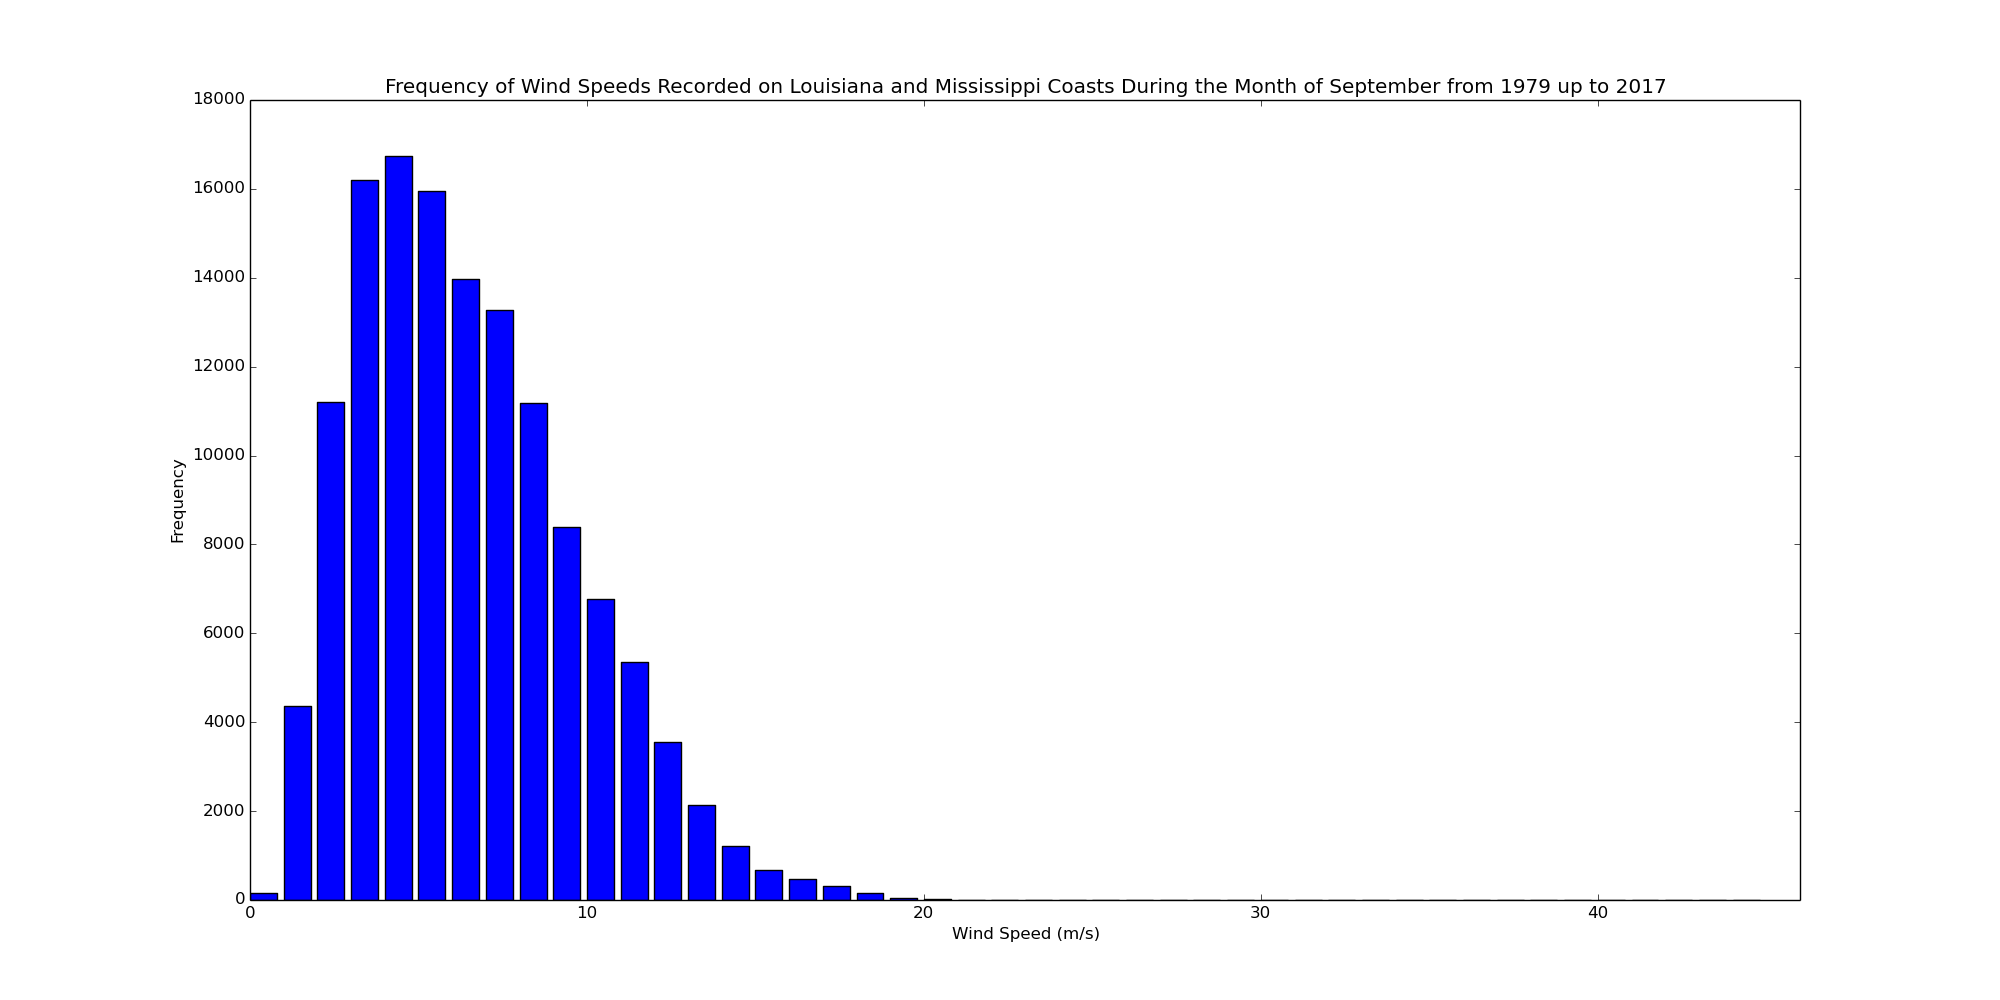 Frequency of Wind Speeds Recorded on Louisiana and Mississippi Coasts During the Month of September from 1979 up to 2017
18000
16000
14000
12000
10000
8000
6000
4000
2000
0
Frequency
0 10 20 30 40
Wind Speed (m/s)